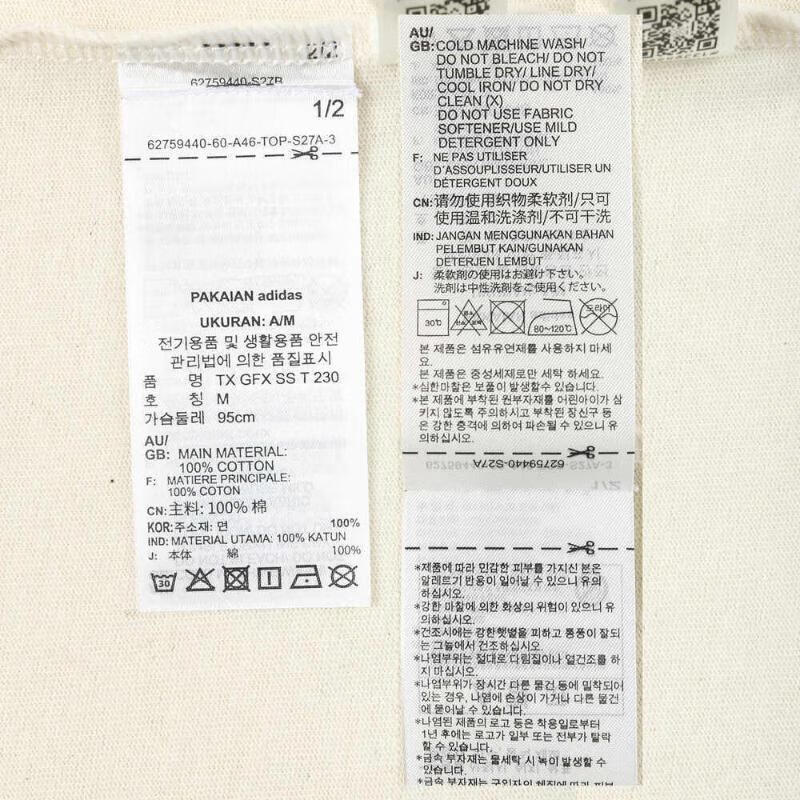 2/2
62759440-S27B
1/2
62759440-60-A46-TOP-S27A-3
PAKAIAN adidas
UKURAN: A/M
전기용품 및 생활용품 안전
관리법에 의한 품질표시
품 명 TX GFX SS T 230
호 칭 M
가슴둘레 95cm
AU/
GB: MAIN MATERIAL:
100% COTTON
F: MATIERE PRINCIPALE:
100% COTON
CN: 主料: 100% 棉
KOR: 주소재: 면 100%
IND: MATERIAL UTAMA: 100% KATUN
J: 本体 綿 100%
30
AU/
GB: COLD MACHINE WASH/
DO NOT BLEACH/ DO NOT
TUMBLE DRY/ LINE DRY/
COOL IRON/ DO NOT DRY
CLEAN (X)
DO NOT USE FABRIC
SOFTENER/USE MILD
DETERGENT ONLY
F: NE PAS UTILISER
D'ASSOUPLISSEUR/UTILISER UN
DÉTERGENT DOUX
CN: 请勿使用织物柔软剂/只可
使用温和洗涤剂/不可干洗
IND: JANGAN MENGGUNAKAN BAHAN
PELEMBUT KAIN/GUNAKAN
DETERJEN LEMBUT
J: 柔軟剤の使用はお避け下さい。
洗剤は中性洗剤をご使用ください。
30℃ 80~120℃ 드라이
본 제품은 섬유유연제를 사용하지 마세
요.
본 제품은 중성세제로만 세탁 하세요.
*심한마찰은 보풀이 발생할수 있습니다.
*본 제품에 부착된 원부자재를 어린아이가 삼
키지 않도록 주의하시고 부착된 장신구 등
은 강한 충격에 의하여 파손될 수 있으니 유
의하십시오.
62759440-S27A
*제품에 따라 민감한 피부를 가지신 분은
알레르기 반응이 일어날 수 있으니 유의
하십시오.
*강한 마찰에 의한 화상의 위험이 있으니 유
의하십시오.
*건조시에는 강한햇볕을 피하고 통풍이 잘되
는 그늘에서 건조하십시오.
*나염부위는 절대로 다림질이나 열건조를 하
지 마십시오.
*나염부위가 장시간 다른 물건 등에 밀착되어
있는 경우, 나염에 손상이 가거나 다른 물건
에 묻어날 수 있습니다.
*나염된 제품의 로고 등은 착용일로부터
1년 후에는 로고가 일부 또는 전부가 탈락
할 수 있습니다.
*금속 부자재는 물세탁 시 녹이 발생할 수
있습니다.
*금속 부자재는 구입자의 체질에 따라 피부